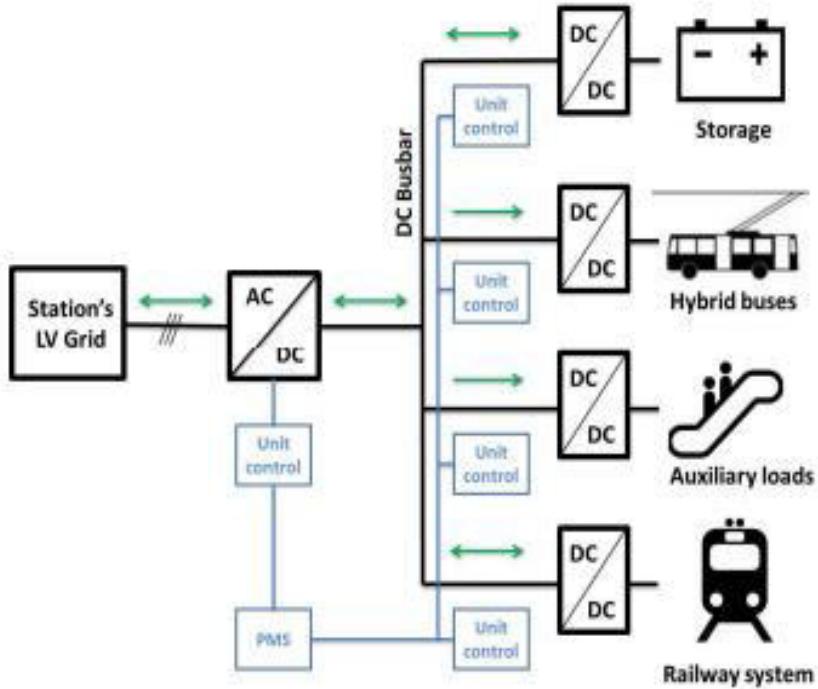 DC
DC
− +
Storage
Unit
control
DC Busbar
DC
DC
Hybrid buses
Unit
control
Station's
LV Grid
AC
DC
DC
DC
Auxiliary loads
Unit
control
Unit
control
DC
DC
Railway system
PMS
Unit
control